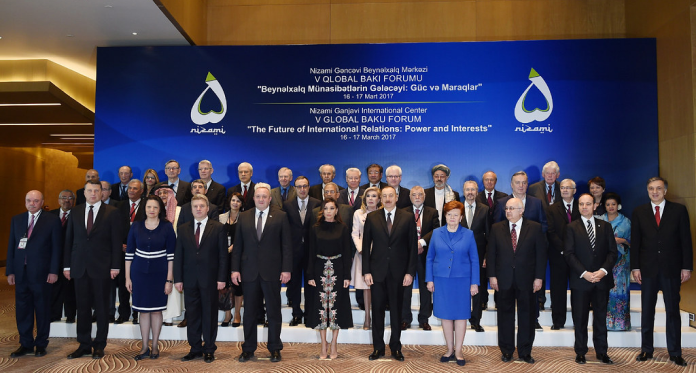 Nizami Gəncəvi Beynəlxalq Mərkəzi
V QLOBAL BAKI FORUMU
"Beynəlxalq Münasibətlərin Gələcəyi: Güc və Maraqlar"
16 - 17 Mart 2017
Nizami Ganjavi International Center
V GLOBAL BAKU FORUM
"The Future of International Relations: Power and Interests"
16 - 17 March 2017
nizami
nizami